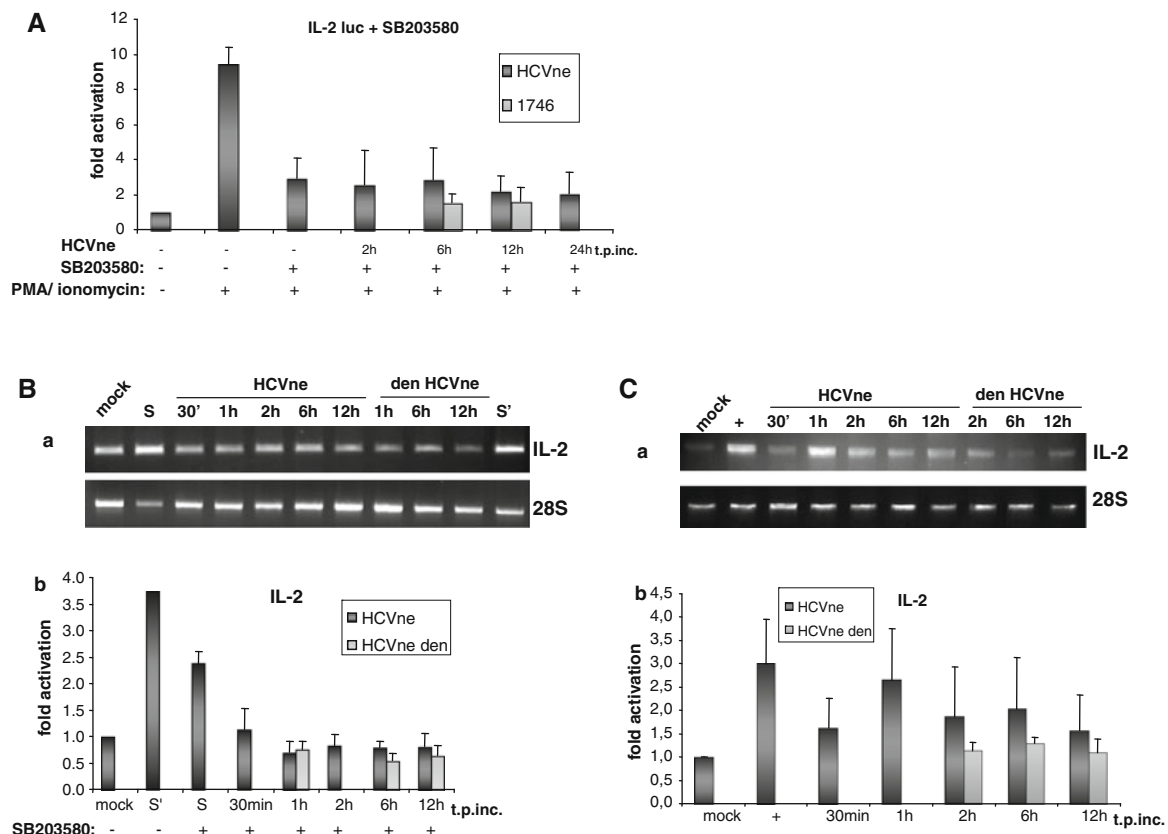 A
IL-2 luc + SB203580
12
10
8
6
4
2
0
fold activation
HCVne
1746
HCVne - - - 2h 6h 12h 24h t.p.inc.
SB203580: - - + + + + +
PMA/ ionomycin: - + + + + + +
B
HCVne den HCVne
mock S 30' 1h 2h 6h 12h 1h 6h 12h S'
a
IL-2
28S
b
IL-2
4.0
3.5
3.0
2.5
2.0
1.5
1.0
0.5
0.0
fold activation
HCVne
HCVne den
mock S' S 30min 1h 2h 6h 12h t.p.inc.
SB203580: - - + + + + + +
C
HCVne den HCVne
mock + 30' 1h 2h 6h 12h 2h 6h 12h
a
IL-2
28S
b
IL-2
4,5
4,0
3,5
3,0
2,5
2,0
1,5
1,0
0,5
0,0
fold activation
HCVne
HCVne den
mock + 30min 1h 2h 6h 12h t.p.inc.